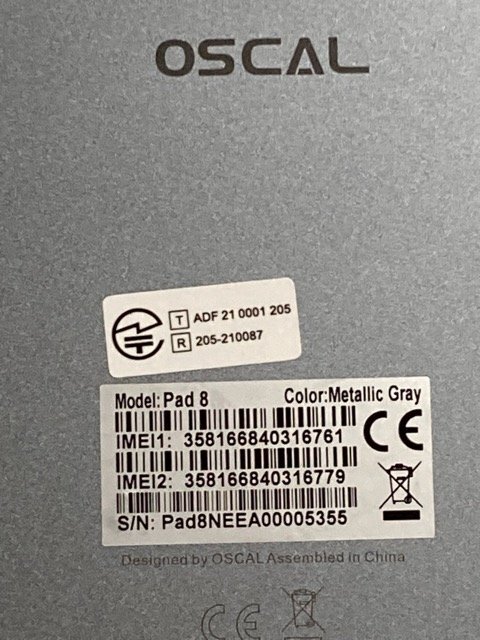 OSCAL
T ADF 21 0001 205
R 205-210087
Model: Pad 8 Color:Metallic Gray
IMEI1: 358166840316761
IMEI2: 358166840316779
S/N: Pad8NEEA00005355
CE
Designed by OSCAL Assembled in China
CE